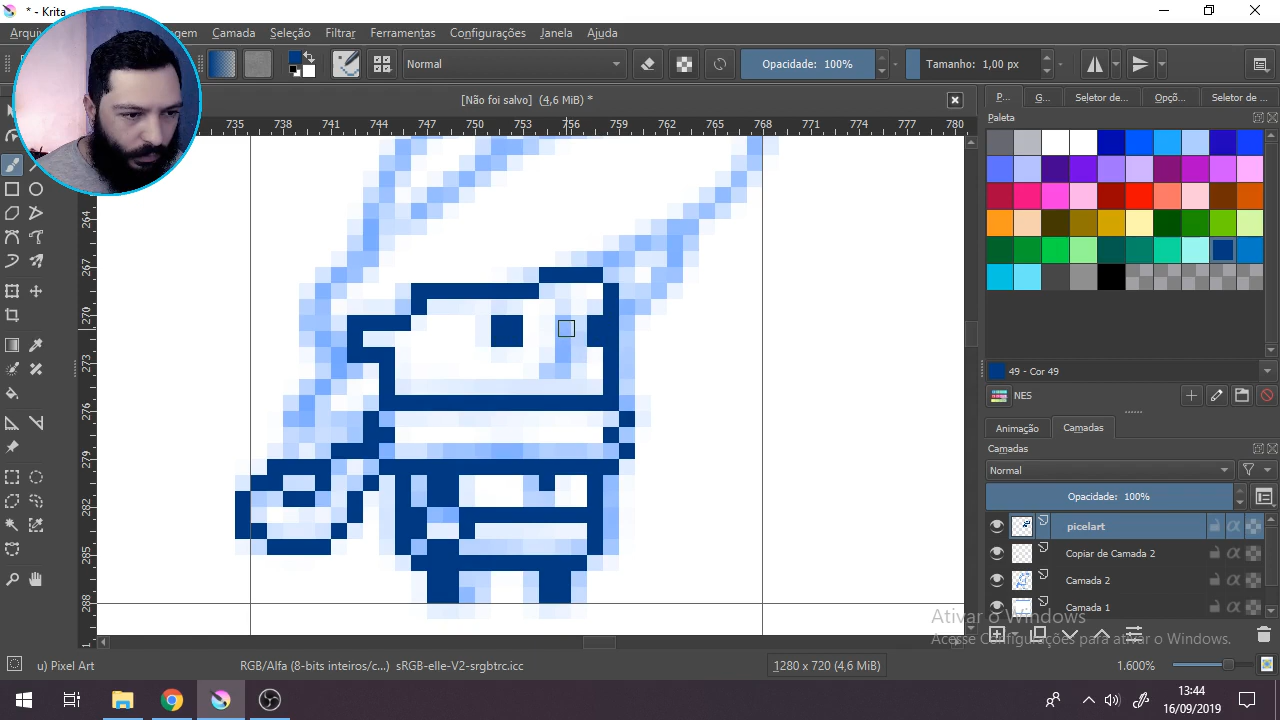 * - Krita
Arquiv
agem
Camada
Seleção
Filtrar
Ferramentas
Configurações
Janela
Ajuda
Normal
Opacidade: 100%
Tamanho: 1,00 px
[Não foi salvo] (4,6 MiB) *
P...
G...
Seletor de...
Opçõ...
Seletor de ...
735 738 741 744 747 750 753 756 759 762 765 768 771 774 777 780
Paleta
264
267
270
273
276
279
282
285
288
49 - Cor 49
NES
Animação
Camadas
Camadas
Normal
Opacidade: 100%
picelart
Copiar de Camada 2
Camada 2
Camada 1
Ativar o Windows
Acesse Configurações para ativar o Windows.
u) Pixel Art
RGB/Alfa (8-bits inteiros/c...) sRGB-elle-V2-srgbtrc.icc
1280 x 720 (4,6 MiB)
1.600%
13:44
16/09/2019